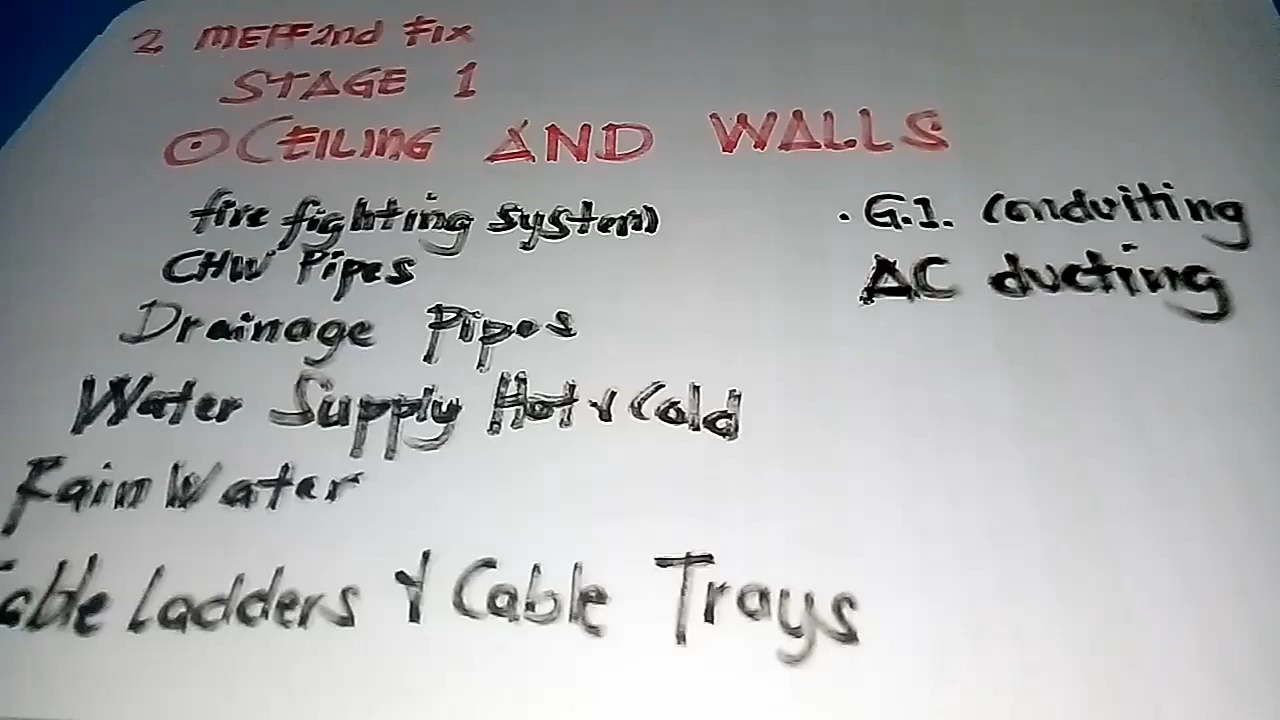 2 MEFF 2nd Fix
STAGE 1
CEILING AND WALLS
fire fighting system
CHW Pipes
Drainage Pipes
Water Supply Hot & Cold
Rain Water
Cable Ladders & Cable Trays
. G.I. Conduiting
AC ducting